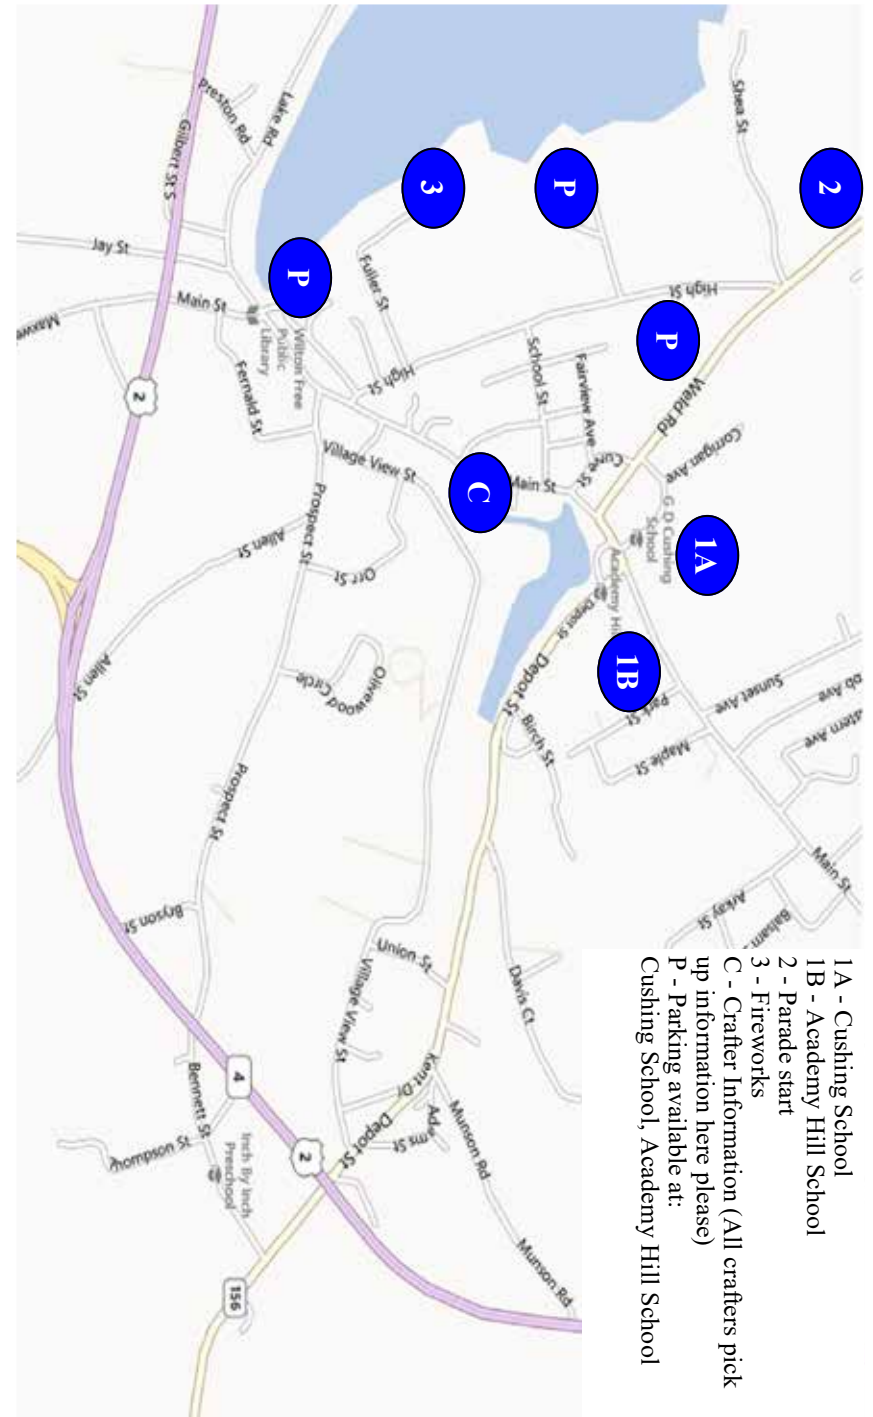 1A - Cushing School
1B - Academy Hill School
2 - Parade start
3 - Fireworks
C - Crafter Information (All crafters pick
up information here please)
P - Parking available at:
Cushing School, Academy Hill School
2
Shea St
High St
P
Weld Rd
Corrigan Ave
1A
G D Cushing
School
Academy
1B
Depot St
Park St
Maple St
Sunset Ave
Main St
Arkay St
Balsam
P
Fairview Ave
School St
Curve St
Main St
C
Depot St
Birch St
Davis Ct
3
Fuller St
High St
Village View St
Union St
Village View St
Kent Dr
Depot St
Munson Rd
Munson Rd
P
Wilton Free
Public
Library
Lake Rd
Preston Rd
Gilbert St S
Jay St
Main St
Fernald St
Prospect St
Orr St
Allen St
Olivewood
Circle
Prospect St
Allen St
Bryson St
2
4
2
156
Bennett St
Inch By Inch
Preschool